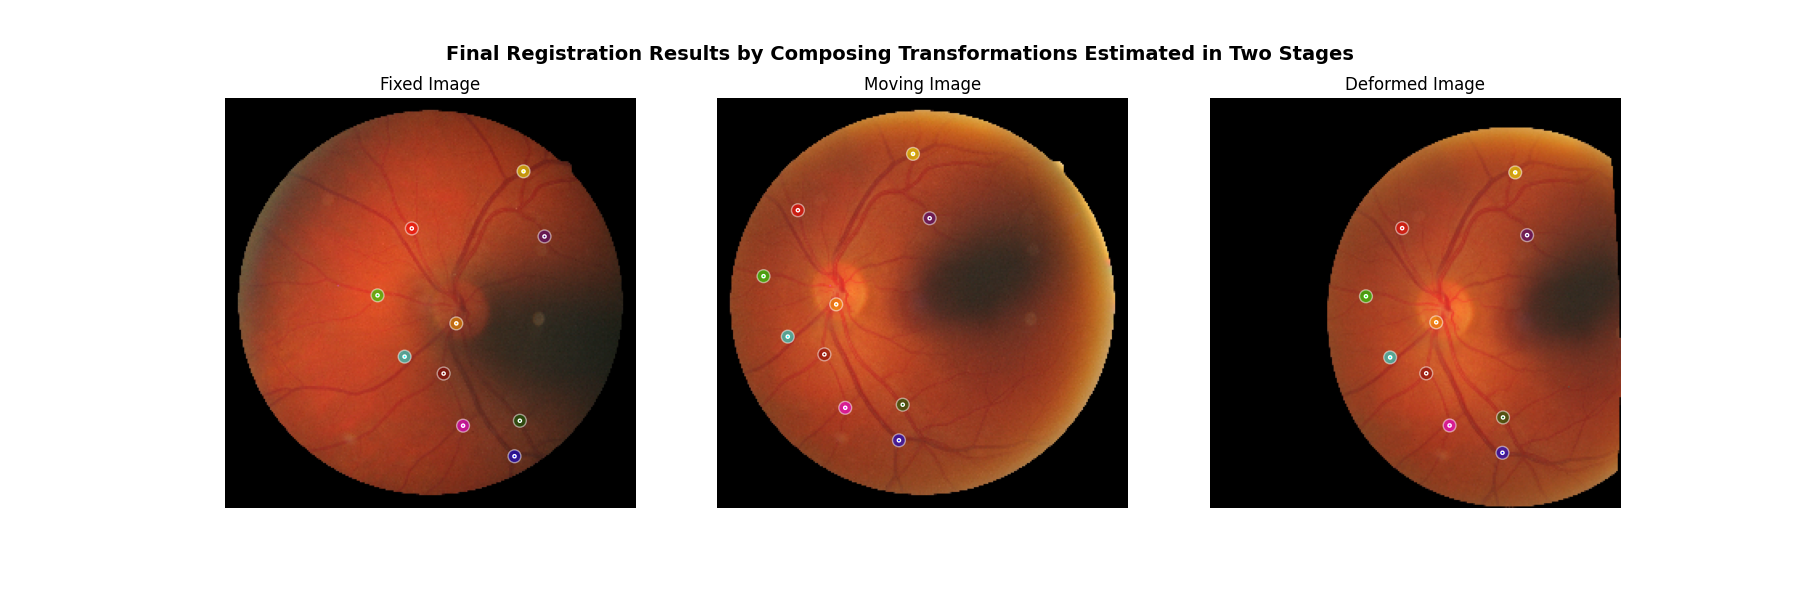 Final Registration Results by Composing Transformations Estimated in Two Stages
Fixed Image
Moving Image
Deformed Image